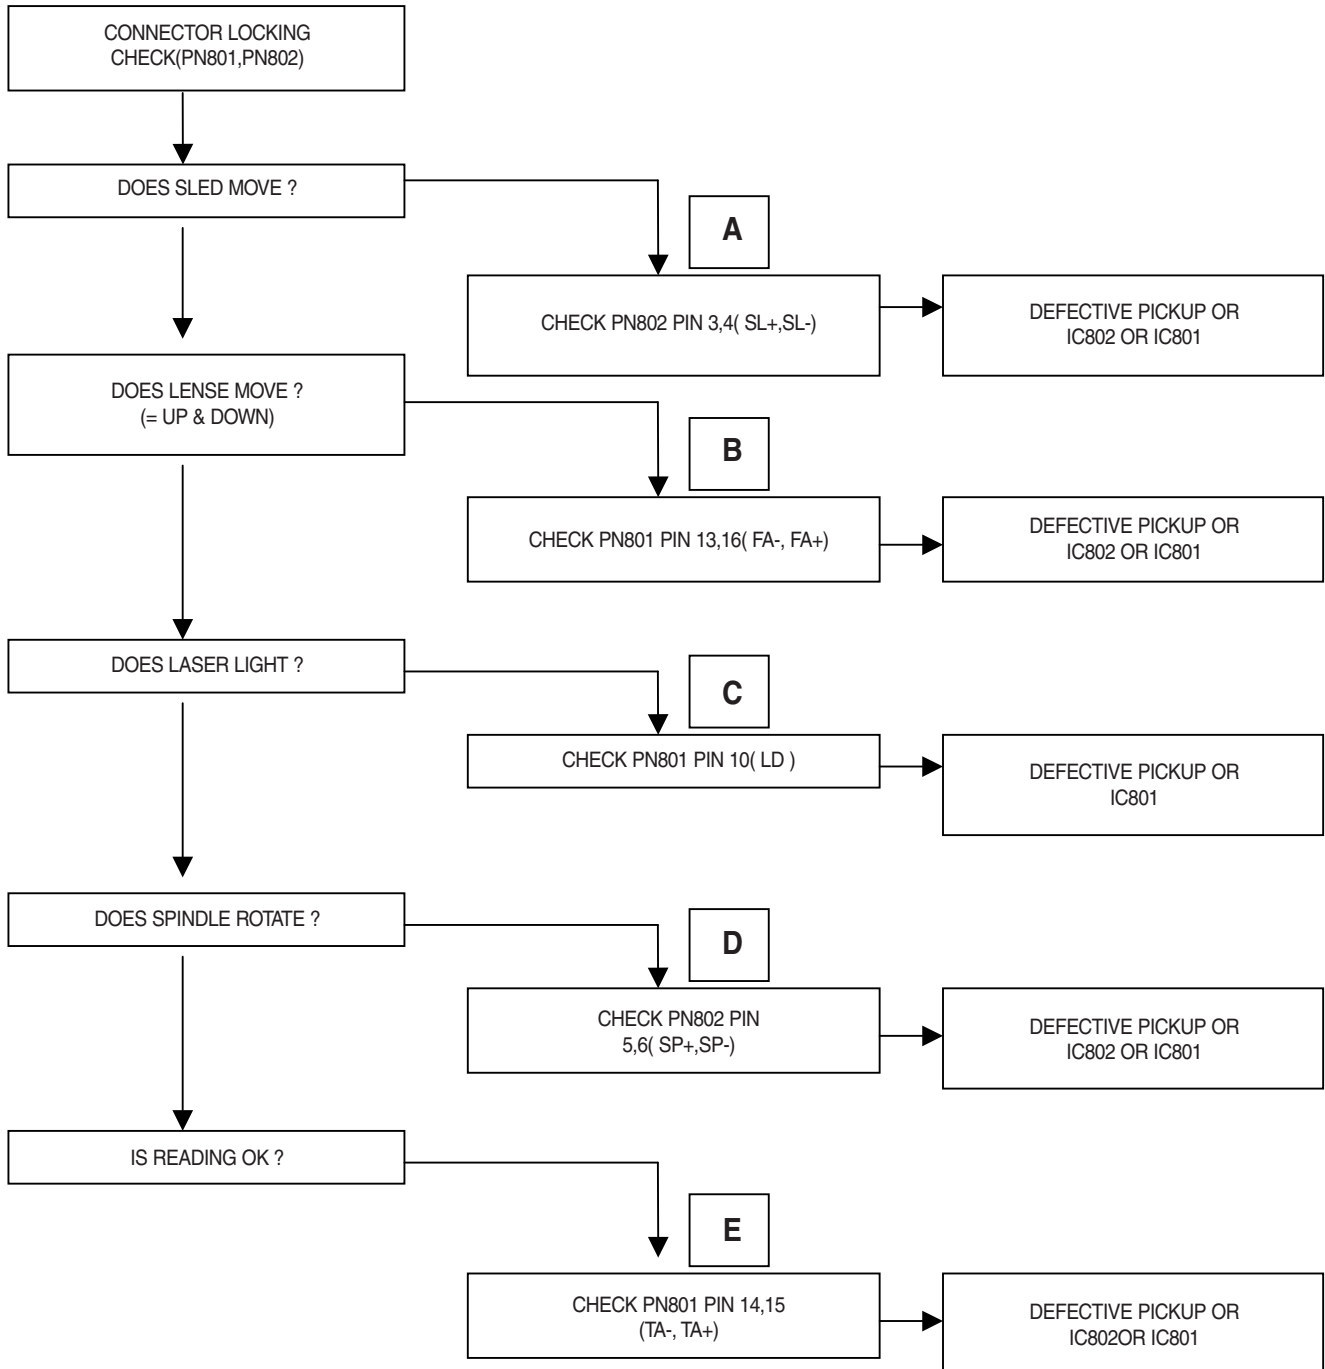 CONNECTOR LOCKING
CHECK(PN801,PN802)
DOES SLED MOVE ?
A
CHECK PN802 PIN 3,4( SL+,SL-)
DEFECTIVE PICKUP OR
IC802 OR IC801
DOES LENSE MOVE ?
(= UP & DOWN)
B
CHECK PN801 PIN 13,16( FA-, FA+)
DEFECTIVE PICKUP OR
IC802 OR IC801
DOES LASER LIGHT ?
C
CHECK PN801 PIN 10( LD )
DEFECTIVE PICKUP OR
IC801
DOES SPINDLE ROTATE ?
D
CHECK PN802 PIN
5,6( SP+,SP-)
DEFECTIVE PICKUP OR
IC802 OR IC801
IS READING OK ?
E
CHECK PN801 PIN 14,15
(TA-, TA+)
DEFECTIVE PICKUP OR
IC802OR IC801